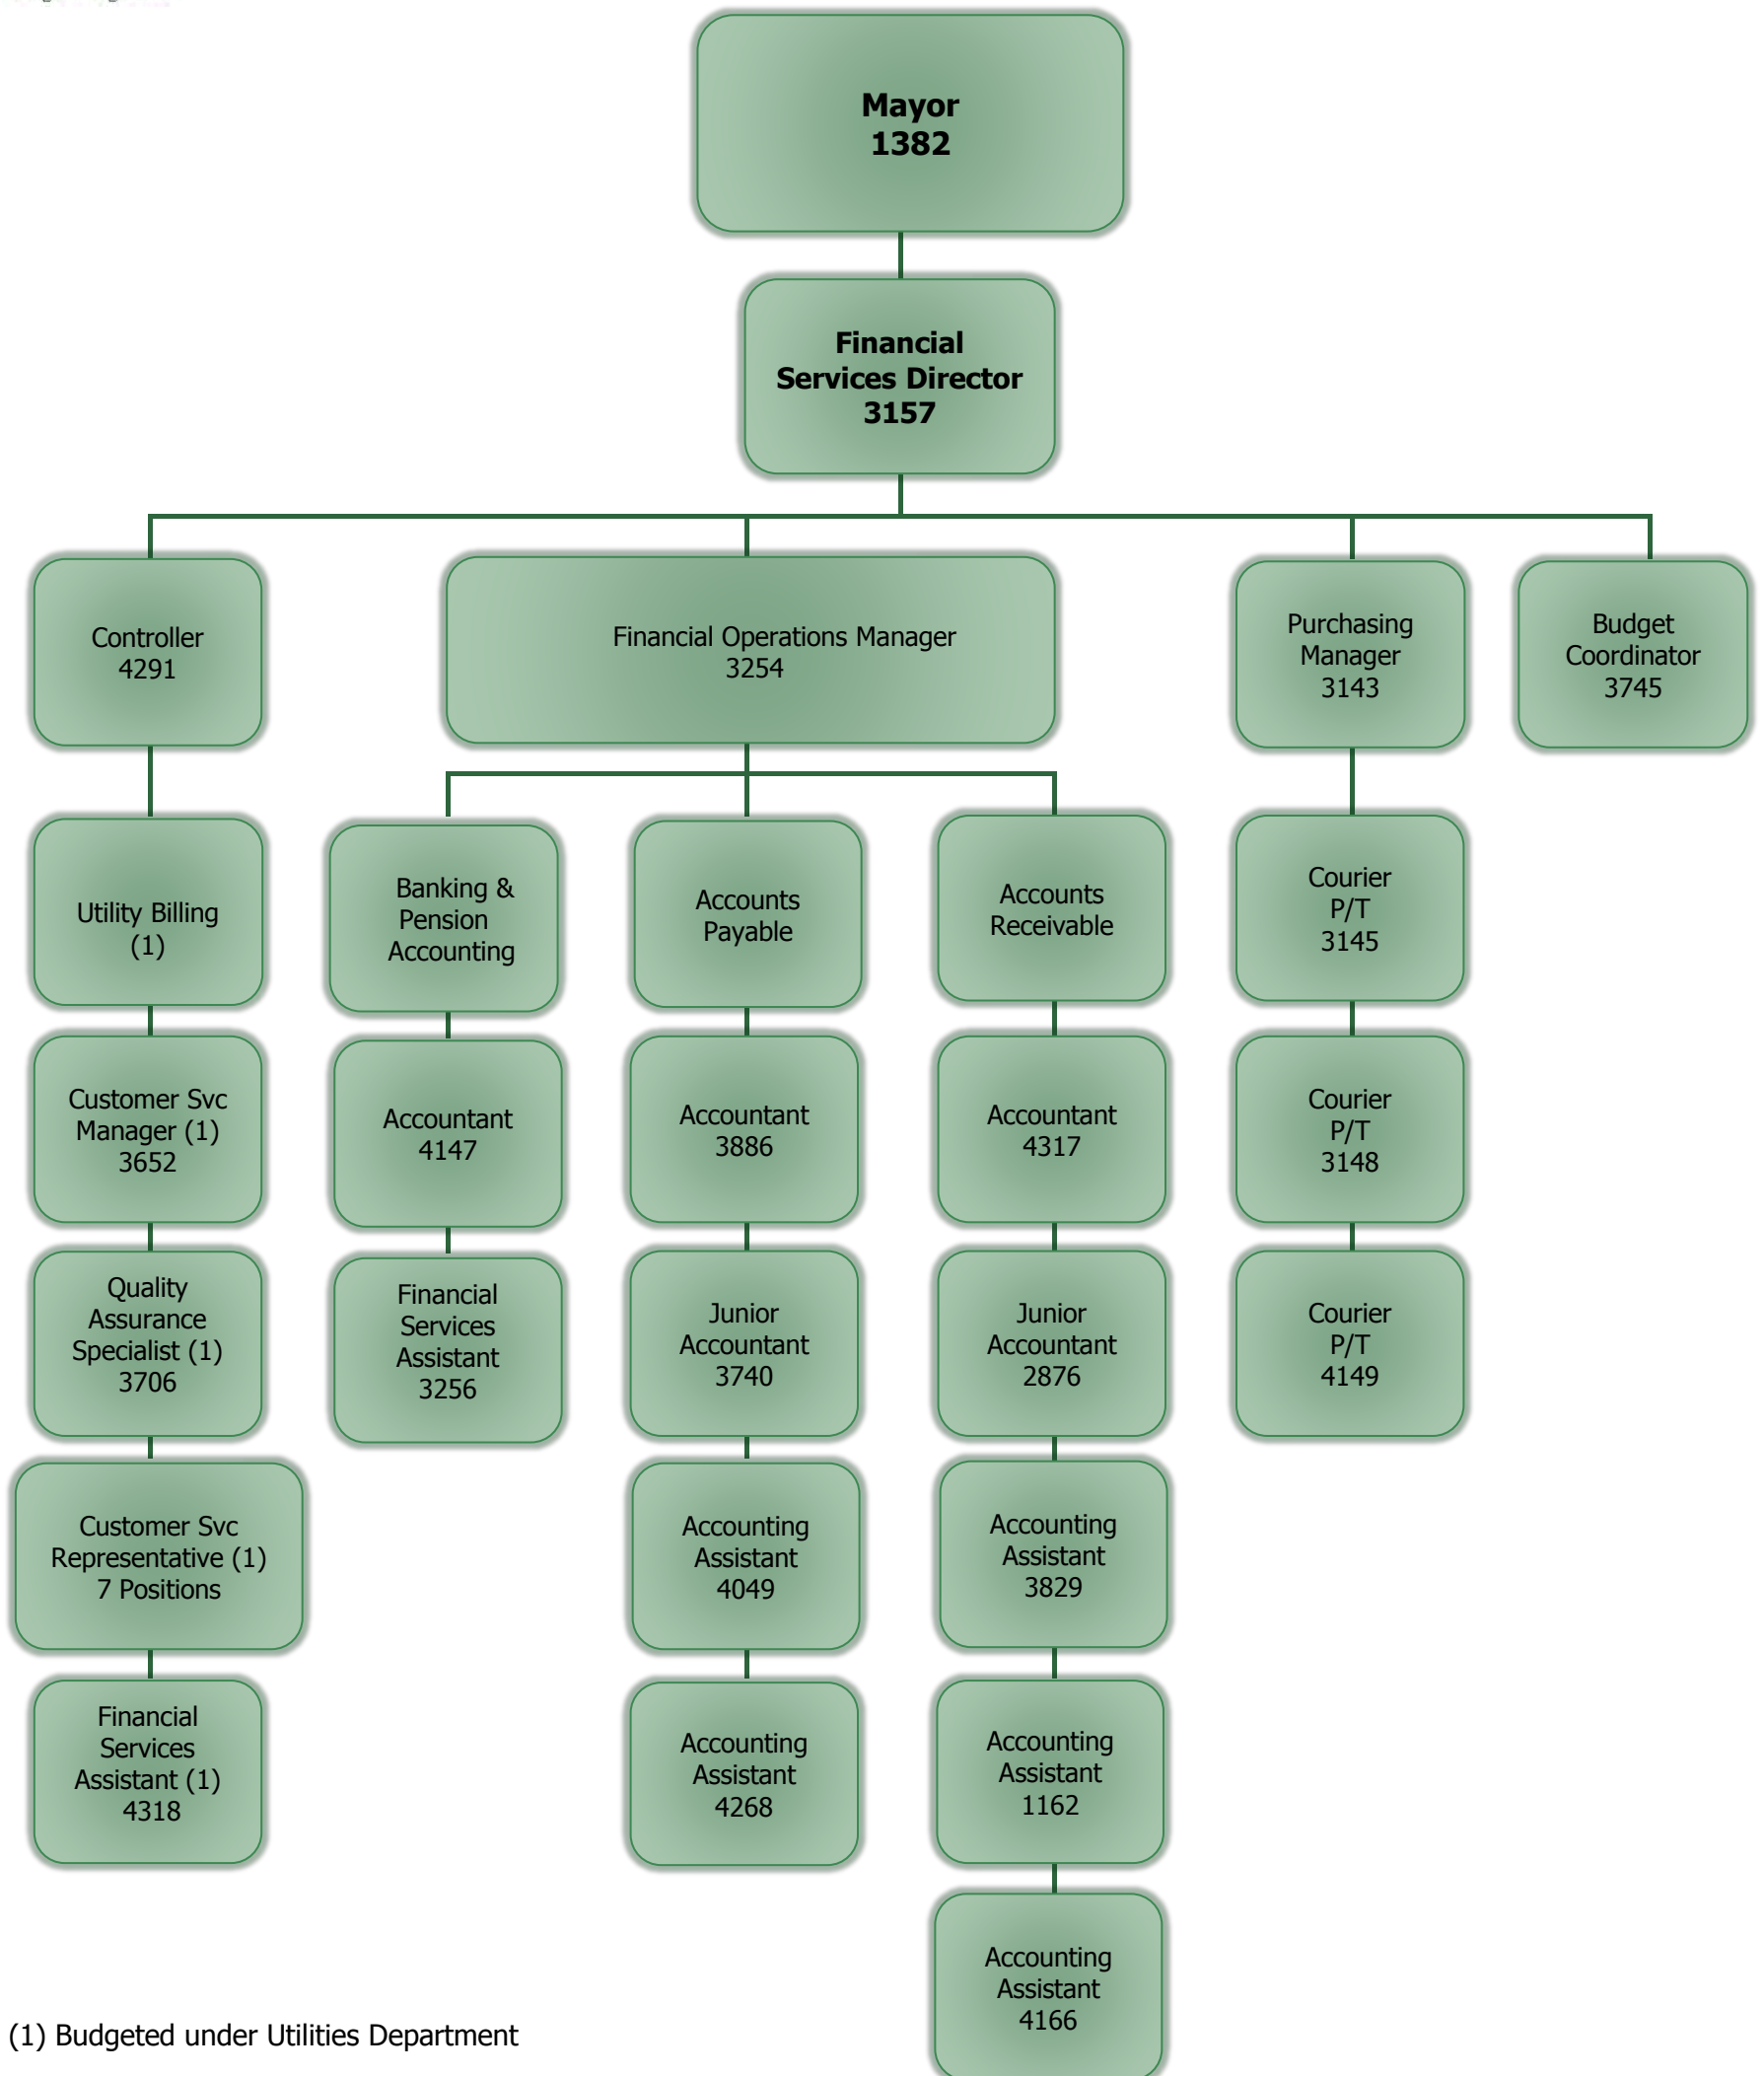 Mayor
1382
Financial
Services Director
3157
Controller
4291
Financial Operations Manager
3254
Purchasing
Manager
3143
Budget
Coordinator
3745
Utility Billing
(1)
Customer Svc
Manager (1)
3652
Quality
Assurance
Specialist (1)
3706
Customer Svc
Representative (1)
7 Positions
Financial
Services
Assistant (1)
4318
Banking &
Pension
Accounting
Accountant
4147
Financial
Services
Assistant
3256
Accounts
Payable
Accountant
3886
Junior
Accountant
3740
Accounting
Assistant
4049
Accounting
Assistant
4268
Accounts
Receivable
Accountant
4317
Junior
Accountant
2876
Accounting
Assistant
3829
Accounting
Assistant
1162
Accounting
Assistant
4166
Courier
P/T
3145
Courier
P/T
3148
Courier
P/T
4149
(1) Budgeted under Utilities Department